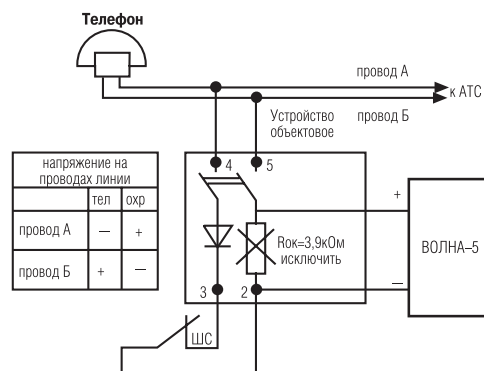 Телефон
провод А
к АТС
провод Б
Устройство
объектовое
4
5
напряжение на
проводах линии
тел
охр
провод А
—
+
провод Б
+
—
+
Rок=3,9кОм
исключить
ВОЛНА–5
—
3
2
ШС